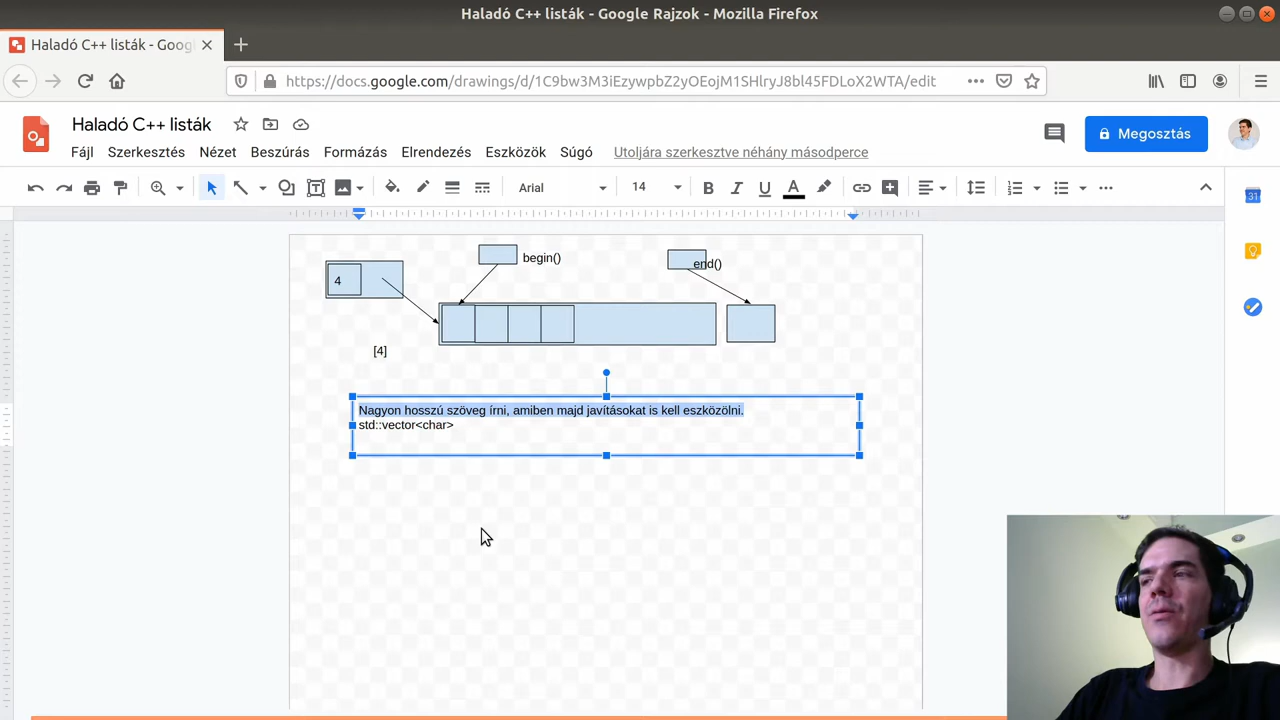 Haladó C++ listák - Google Rajzok - Mozilla Firefox
Haladó C++ listák - Goog
https://docs.google.com/drawings/d/1C9bw3M3iEzywpbZ2yOEojM1SHlryJ8bl45FDLoX2WTA/edit
Haladó C++ listák
Megosztás
Fájl Szerkesztés Nézet Beszúrás Formázás Elrendezés Eszközök Súgó Utoljára szerkesztve néhány másodperce
Arial 14
31
begin()
end()
4
[4]
Nagyon hosszú szöveg írni, amiben majd javításokat is kell eszközölni.
std::vector<char>